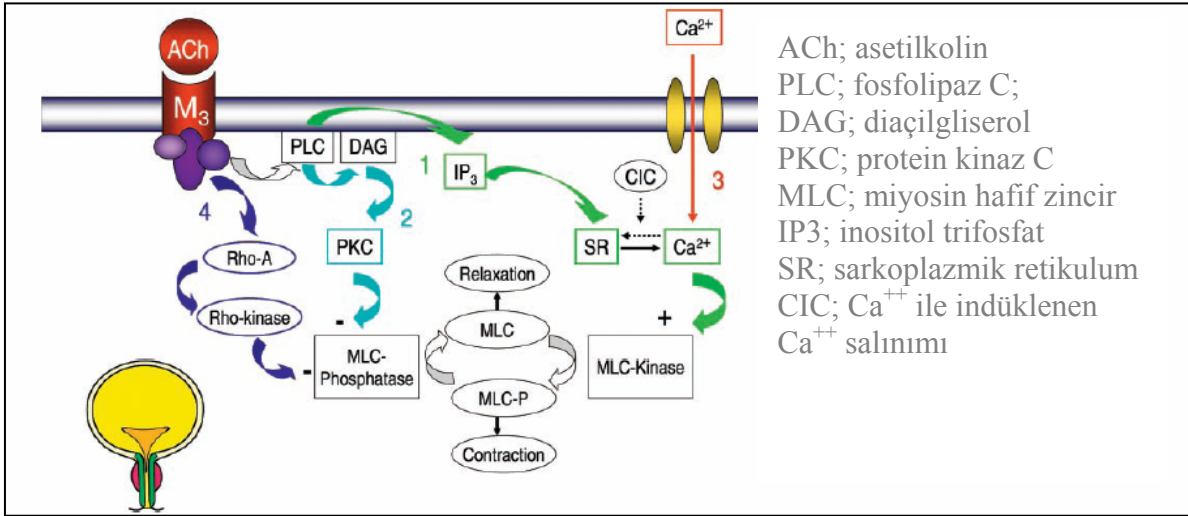 ACh
M3
Ca2+
PLC
DAG
1
IP3
CIC
3
2
4
SR
Ca2+
PKC
Rho-A
Relaxation
Rho-kinase
-
+
MLC
MLC-
Phosphatase
-
MLC-Kinase
MLC-P
Contraction
ACh; asetilkolin
PLC; fosfolipaz C;
DAG; diaçilgliserol
PKC; protein kinaz C
MLC; miyosin hafif zincir
IP3; inositol trifosfat
SR; sarkoplazmik retikulum
CIC; Ca++ ile indüklenen
Ca++ salınımı